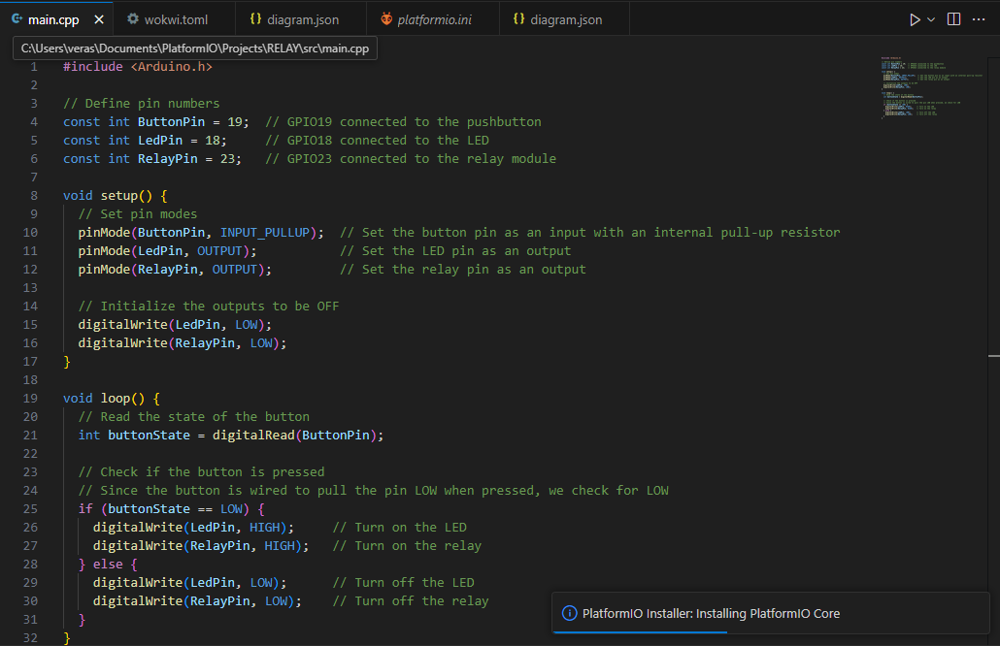 main.cpp
wokwi.toml
{} diagram.json
platformio.ini
{} diagram.json
C:\Users\veras\Documents\PlatformIO\Projects\RELAY\src\main.cpp
1 #include <Arduino.h>
2
3 // Define pin numbers
4 const int ButtonPin = 19;  // GPIO19 connected to the pushbutton
5 const int LedPin = 18;     // GPIO18 connected to the LED
6 const int RelayPin = 23;   // GPIO23 connected to the relay module
7
8 void setup() {
9   // Set pin modes
10   pinMode(ButtonPin, INPUT_PULLUP);  // Set the button pin as an input with an internal pull-up resistor
11   pinMode(LedPin, OUTPUT);           // Set the LED pin as an output
12   pinMode(RelayPin, OUTPUT);         // Set the relay pin as an output
13
14   // Initialize the outputs to be OFF
15   digitalWrite(LedPin, LOW);
16   digitalWrite(RelayPin, LOW);
17 }
18
19 void loop() {
20   // Read the state of the button
21   int buttonState = digitalRead(ButtonPin);
22
23   // Check if the button is pressed
24   // Since the button is wired to pull the pin LOW when pressed, we check for LOW
25   if (buttonState == LOW) {
26     digitalWrite(LedPin, HIGH);     // Turn on the LED
27     digitalWrite(RelayPin, HIGH);   // Turn on the relay
28   } else {
29     digitalWrite(LedPin, LOW);      // Turn off the LED
30     digitalWrite(RelayPin, LOW);    // Turn off the relay
31   }
32 }
PlatformIO Installer: Installing PlatformIO Core